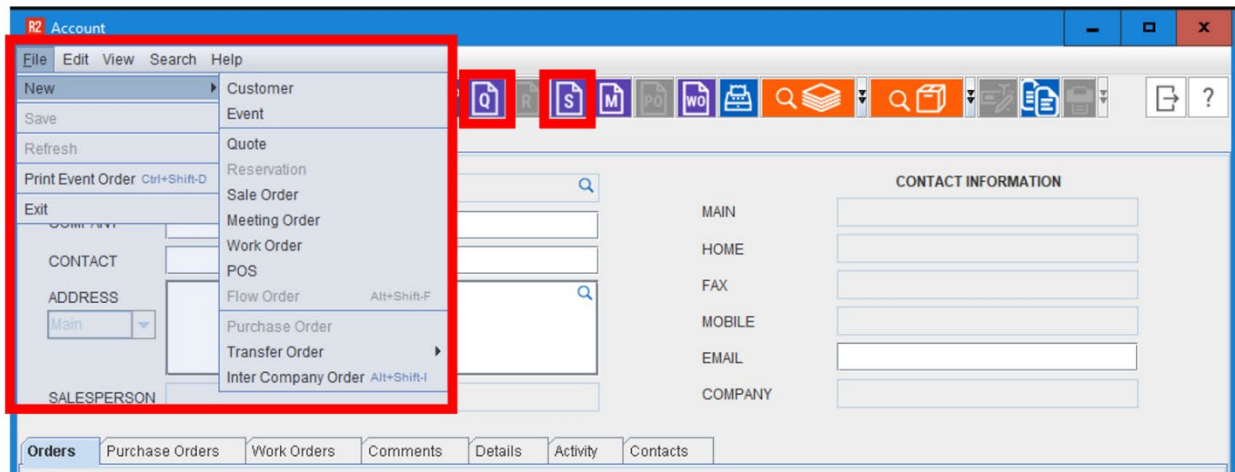 R2 Account
File Edit View Search Help
New
Save
Refresh
Print Event Order Ctrl+Shift-D
Exit
Customer
Event
Quote
Reservation
Sale Order
Meeting Order
Work Order
POS
Flow Order Alt+Shift-F
Purchase Order
Transfer Order
Inter Company Order Alt+Shift-I
Q R S M PO WO ?
CONTACT
ADDRESS
Main
SALESPERSON
CONTACT INFORMATION
MAIN
HOME
FAX
MOBILE
EMAIL
COMPANY
Orders Purchase Orders Work Orders Comments Details Activity Contacts